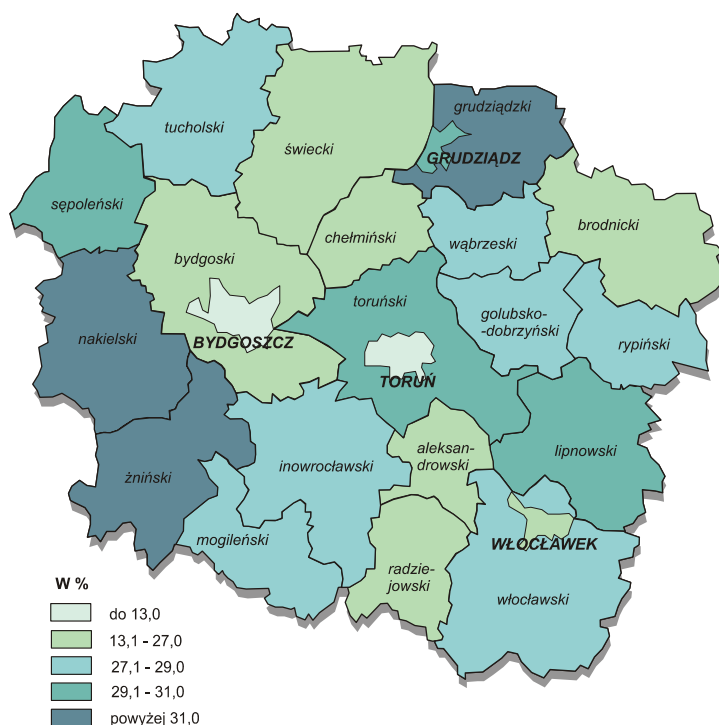 grudziądzki
tucholski
świecki
GRUDZIĄDZ
sępoleński
brodnicki
chełmiński
wąbrzeski
bydgoski
toruński
golubsko-
-dobrzyński
nakielski
BYDGOSZCZ
rypiński
TORUŃ
aleksan-
drowski
lipnowski
inowrocławski
żniński
mogileński
WŁOCŁAWEK
radzie-
jowski
włocławski
W %
do 13,0
13,1 - 27,0
27,1 - 29,0
29,1 - 31,0
powyżej 31,0